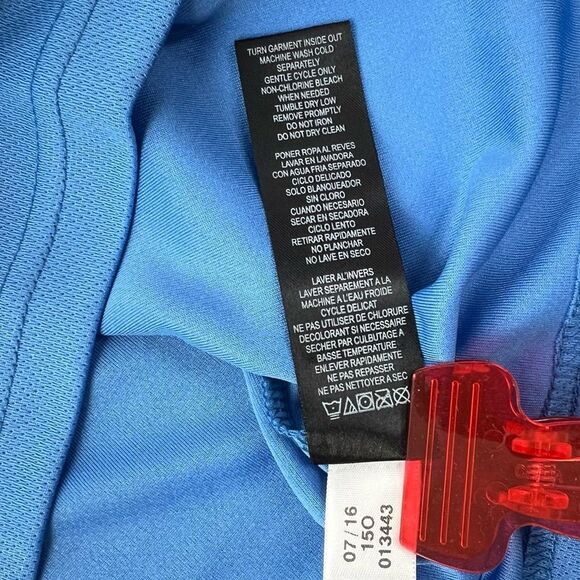 TURN GARMENT INSIDE OUT
MACHINE WASH COLD
SEPARATELY
GENTLE CYCLE ONLY
NON-CHLORINE BLEACH
WHEN NEEDED
TUMBLE DRY LOW
REMOVE PROMPTLY
DO NOT IRON
DO NOT DRY CLEAN
PONER ROPA AL REVES
LAVAR EN LAVADORA
CON AGUA FRIA SEPARADO
CICLO DELICADO
SOLO BLANQUEADOR
SIN CLORO
CUANDO NECESARIO
SECAR EN SECADORA
CICLO LENTO
RETIRAR RAPIDAMENTE
NO PLANCHAR
NO LAVE EN SECO
LAVER AL'INVERS
LAVER SEPAREMENT A LA
MACHINE A L'EAU FROIDE
CYCLE DELICAT
NE PAS UTILISER DE CHLORURE
DECOLORANT SI NECESSAIRE
SECHER PAR CULBUTAGE A
BASSE TEMPERATURE
ENLEVER RAPIDEMENT
NE PAS REPASSER
NE PAS NETTOYER A SEC
07/16
150
013443